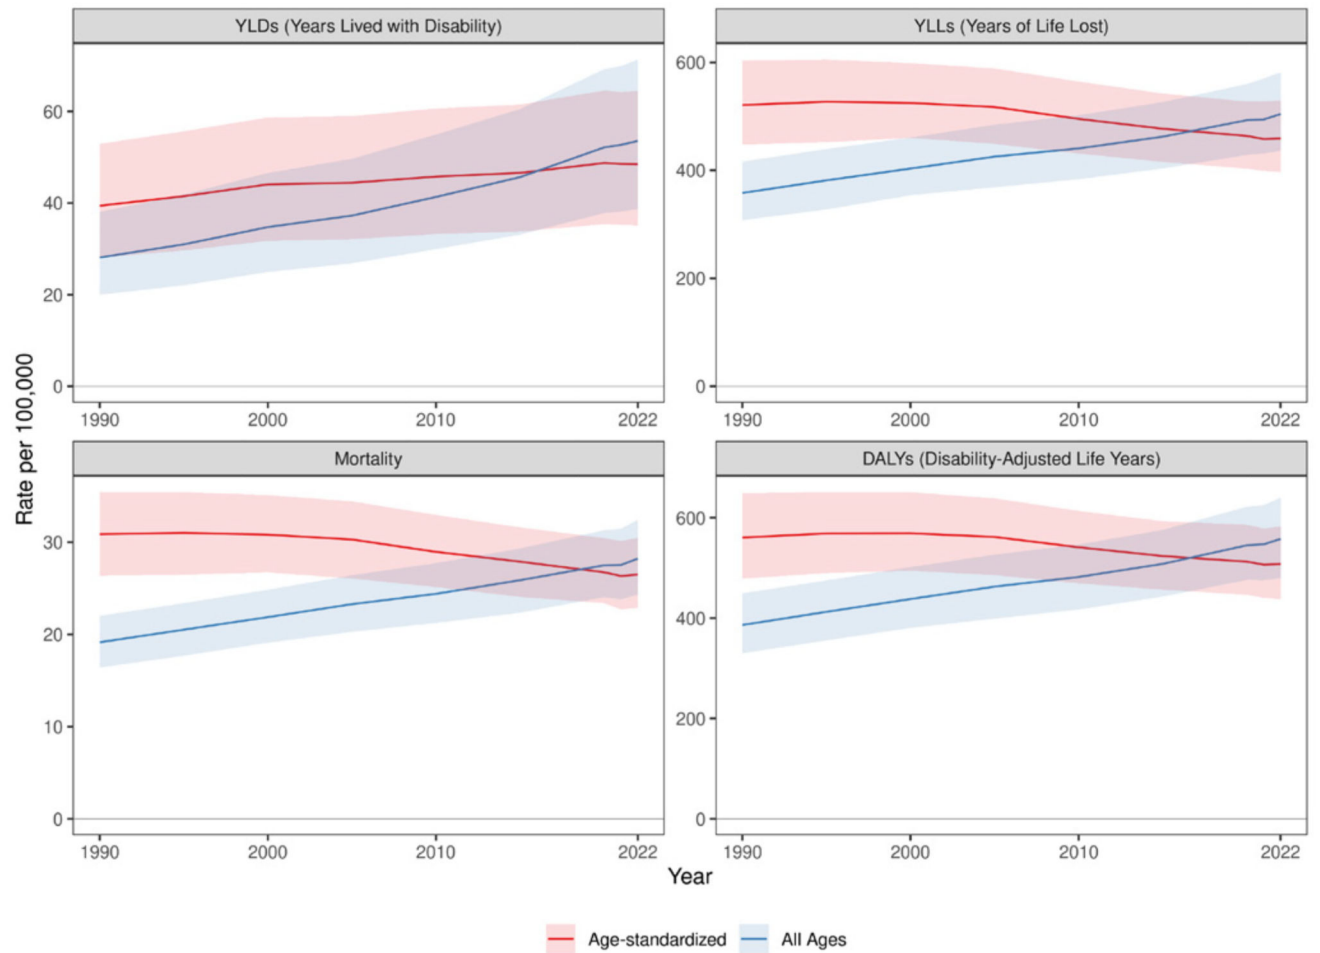 YLDs (Years Lived with Disability)
YLLs (Years of Life Lost)
60
40
20
0
600
400
200
0
1990 2000 2010 2022
1990 2000 2010 2022
Rate per 100,000
Mortality
DALYs (Disability-Adjusted Life Years)
30
20
10
0
600
400
200
0
1990 2000 2010 2022
1990 2000 2010 2022
Year
Age-standardized All Ages